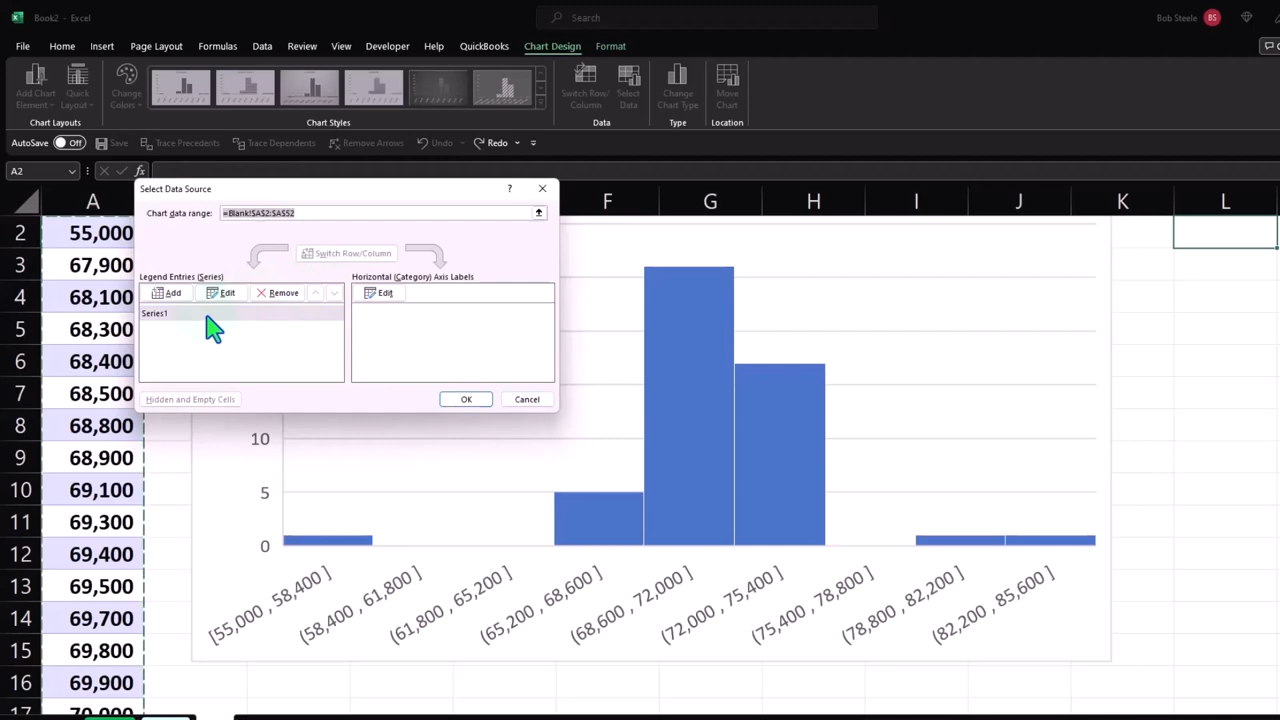 Book2 - Excel
Search
Bob Steele BS
File Home Insert Page Layout Formulas Data Review View Developer Help QuickBooks Chart Design Format
Add Chart Element Quick Layout Change Colors Switch Row/Column Select Data Change Chart Type Move Chart
Chart Layouts Chart Styles Data Type Location
AutoSave Off Save Trace Precedents Trace Dependents Remove Arrows Undo Redo
A2 fx
Select Data Source ?
Chart data range: =Blank!$A$2:$A$52
Switch Row/Column
Legend Entries (Series) Horizontal (Category) Axis Labels
Add Edit Remove Edit
Series1
Hidden and Empty Cells OK Cancel
A F G H I J K L
2 55,000
3 67,900
4 68,100
5 68,300
6 68,400
7 68,500
8 68,800
9 68,900
10 69,100
11 69,300
12 69,400
13 69,500
14 69,700
15 69,800
16 69,900
17 70,000
10
5
0
[55,000 , 58,400 ]
(58,400 , 61,800 ]
(61,800 , 65,200 ]
(65,200 , 68,600 ]
(68,600 , 72,000 ]
(72,000 , 75,400 ]
(75,400 , 78,800 ]
(78,800 , 82,200 ]
(82,200 , 85,600 ]